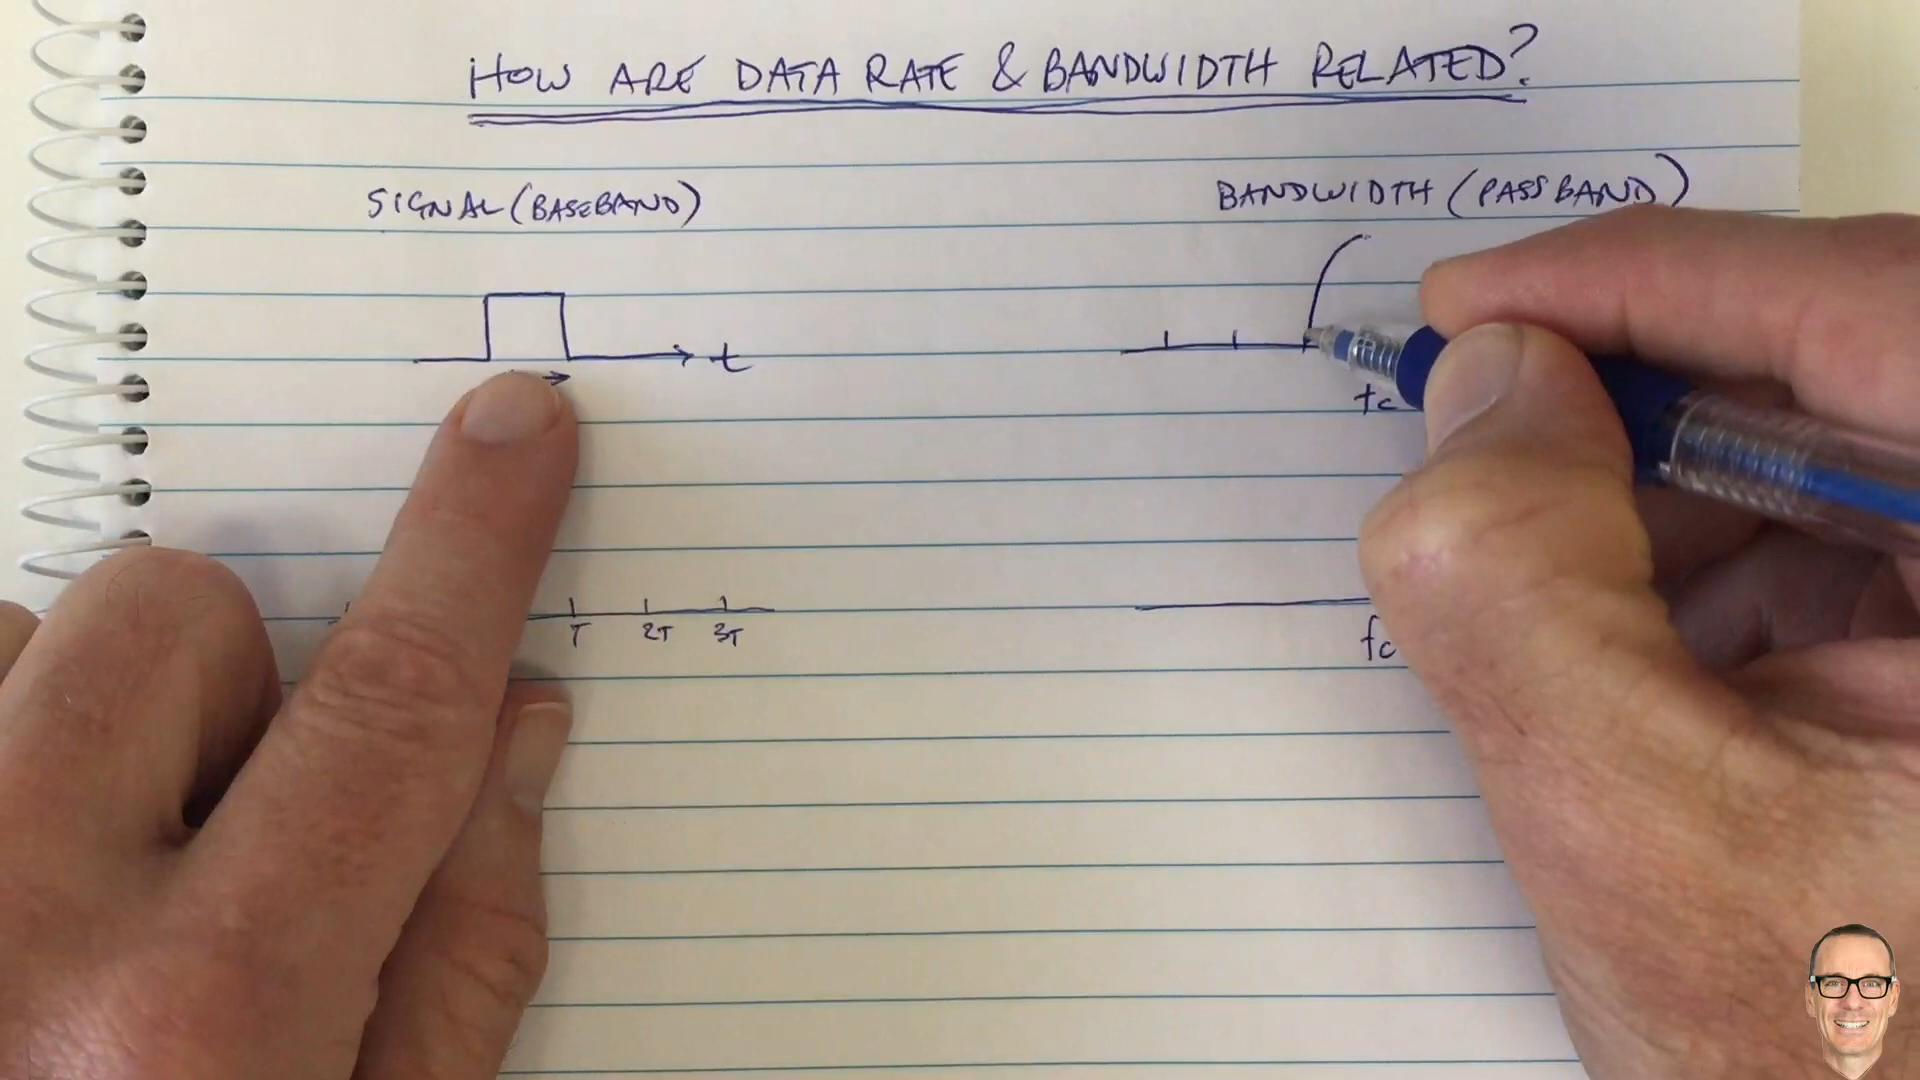 HOW ARE DATA RATE & BANDWIDTH RELATED?
SIGNAL (BASEBAND)
BANDWIDTH (PASSBAND)
t
fc
T 2T 3T
fc